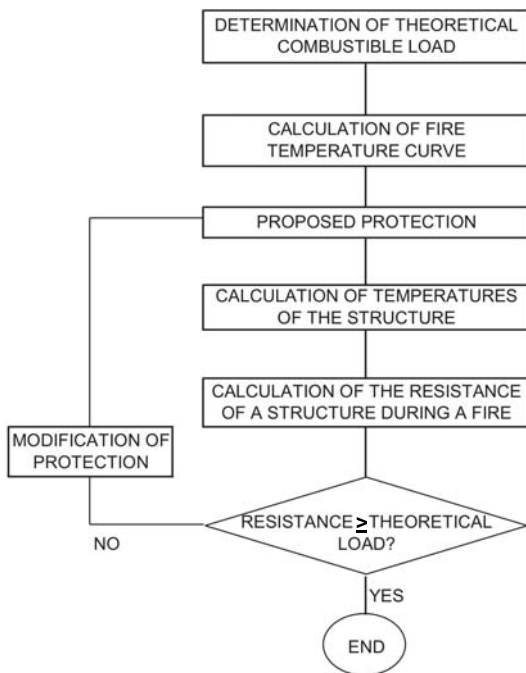 DETERMINATION OF THEORETICAL
COMBUSTIBLE LOAD
CALCULATION OF FIRE
TEMPERATURE CURVE
PROPOSED PROTECTION
CALCULATION OF TEMPERATURES
OF THE STRUCTURE
CALCULATION OF THE RESISTANCE
OF A STRUCTURE DURING A FIRE
MODIFICATION OF
PROTECTION
RESISTANCE ≥ THEORETICAL
LOAD?
NO
YES
END